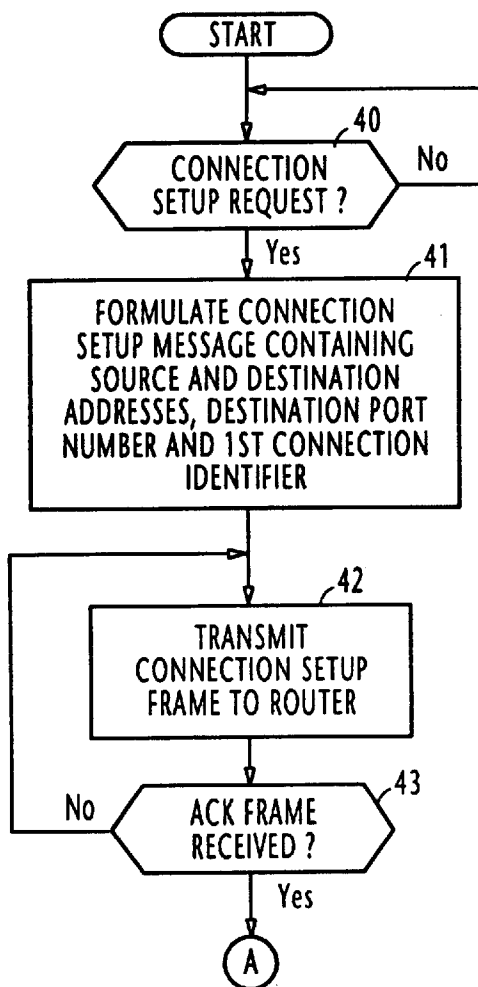 START
40
CONNECTION
SETUP REQUEST ?
No
Yes
41
FORMULATE CONNECTION
SETUP MESSAGE CONTAINING
SOURCE AND DESTINATION
ADDRESSES, DESTINATION PORT
NUMBER AND 1ST CONNECTION
IDENTIFIER
42
TRANSMIT
CONNECTION SETUP
FRAME TO ROUTER
43
No
ACK FRAME
RECEIVED ?
Yes
A